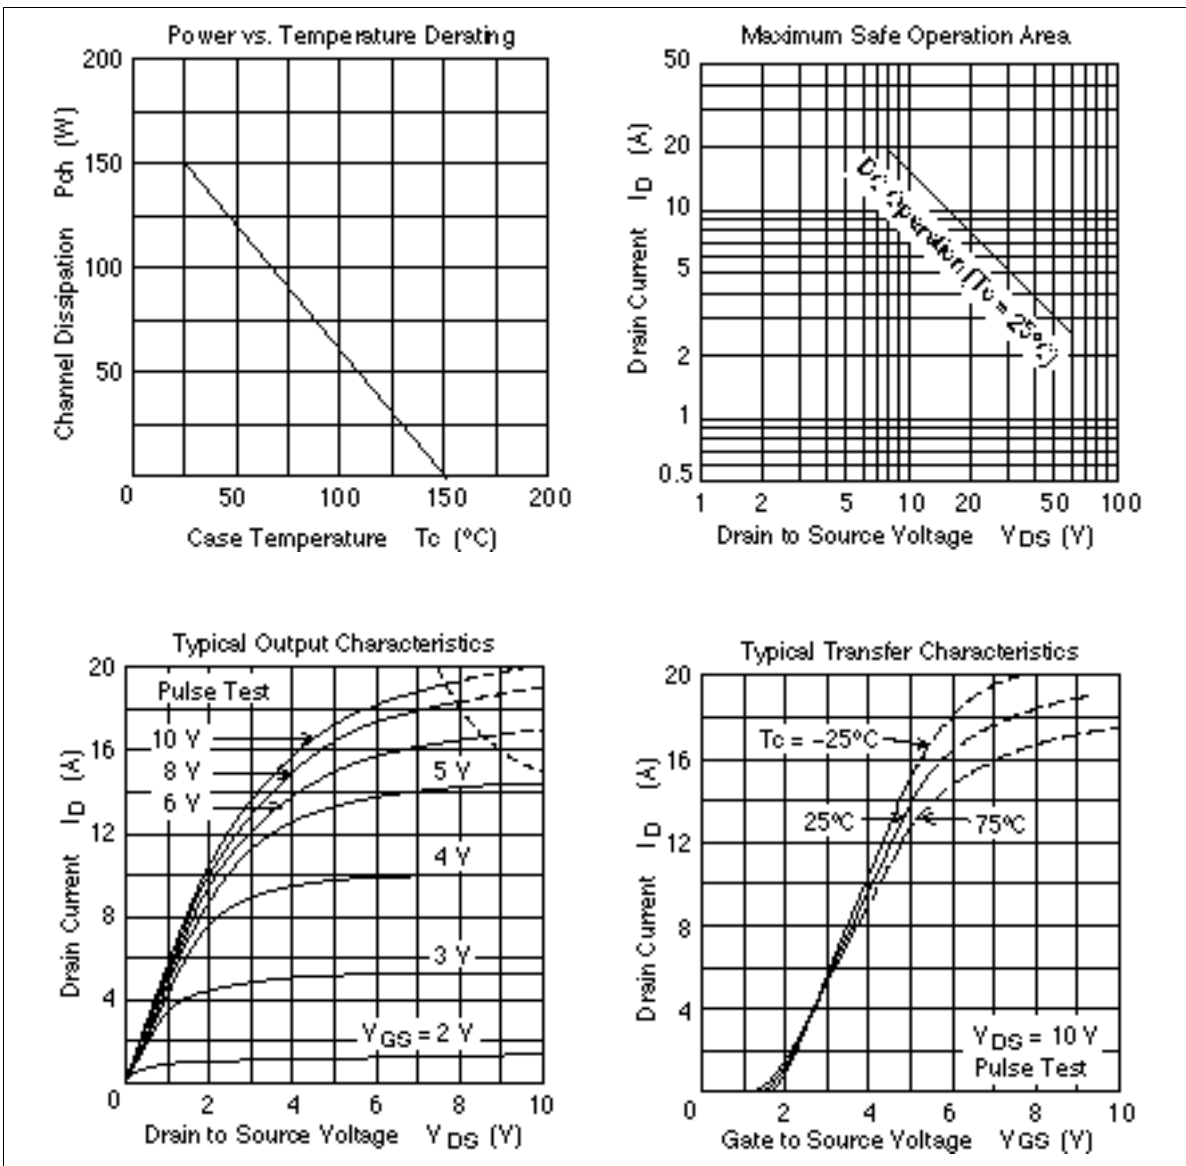 Power vs. Temperature Derating
200
150
100
50
0 50 100 150 200
Channel Dissipation Pch (W)
Case Temperature Tc (°C)
Maximum Safe Operation Area
50
20
10
5
2
1
0.5
1 2 5 10 20 50 100
Drain Current ID (A)
DC Operation (Tc = 25°C)
Drain to Source Voltage VDS (V)
Typical Output Characteristics
20
16
12
8
4
0 2 4 6 8 10
Pulse Test
10 V
8 V
6 V
5 V
4 V
3 V
VGS = 2 V
Drain Current ID (A)
Drain to Source Voltage VDS (V)
Typical Transfer Characteristics
20
16
12
8
4
0 2 4 6 8 10
Tc = –25°C
25°C
75°C
VDS = 10 V
Pulse Test
Drain Current ID (A)
Gate to Source Voltage VGS (V)